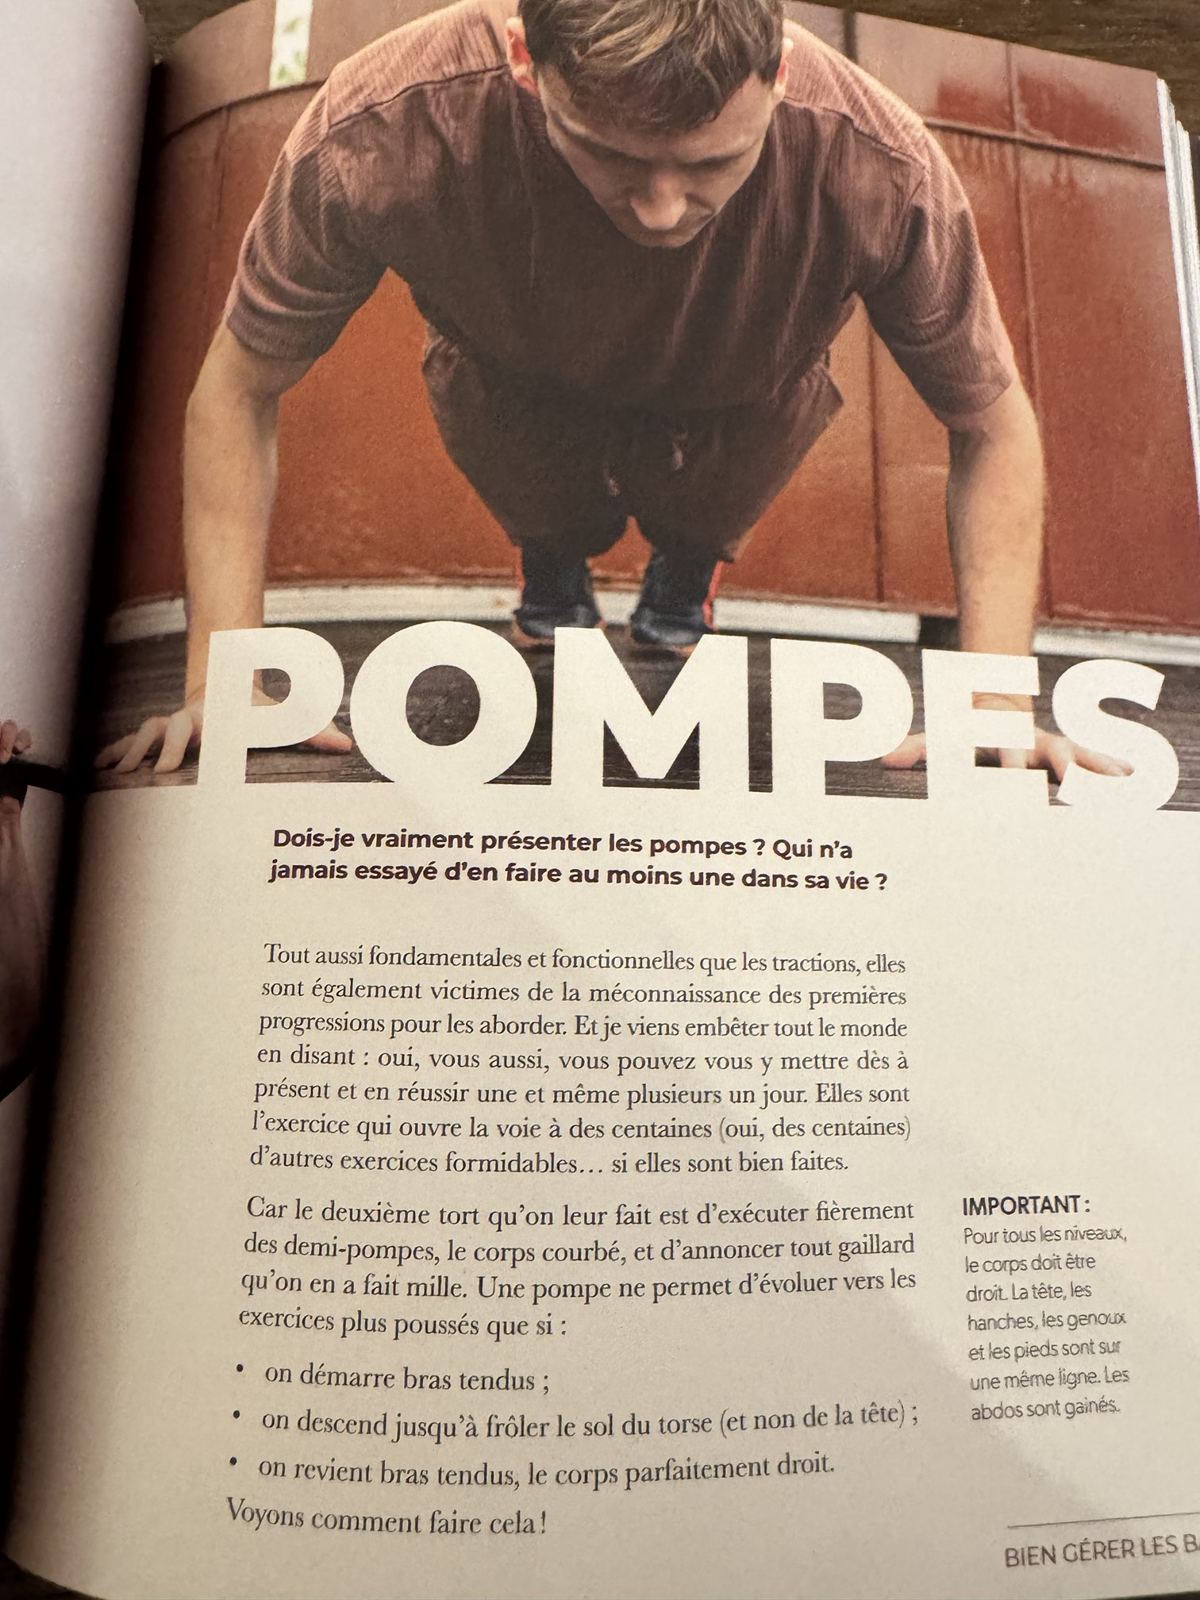 POMPES
Dois-je vraiment présenter les pompes ? Qui n'a
jamais essayé d'en faire au moins une dans sa vie ?
Tout aussi fondamentales et fonctionnelles que les tractions, elles
sont également victimes de la méconnaissance des premières
progressions pour les aborder. Et je viens embêter tout le monde
en disant : oui, vous aussi, vous pouvez vous y mettre dès à
présent et en réussir une et même plusieurs un jour. Elles sont
l'exercice qui ouvre la voie à des centaines (oui, des centaines)
d'autres exercices formidables… si elles sont bien faites.
Car le deuxième tort qu'on leur fait est d'exécuter fièrement
des demi-pompes, le corps courbé, et d'annoncer tout gaillard
qu'on en a fait mille. Une pompe ne permet d'évoluer vers les
exercices plus poussés que si :
• on démarre bras tendus ;
• on descend jusqu'à frôler le sol du torse (et non de la tête) ;
• on revient bras tendus, le corps parfaitement droit.
Voyons comment faire cela !
IMPORTANT :
Pour tous les niveaux,
le corps doit être
droit. La tête, les
hanches, les genoux
et les pieds sont sur
une même ligne. Les
abdos sont gainés.
BIEN GÉRER LES